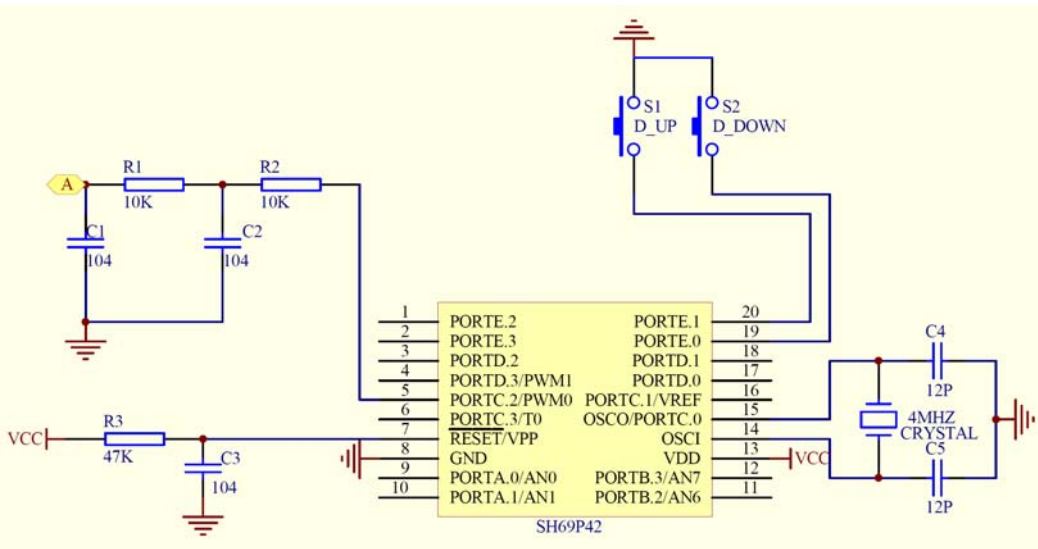 S1
D_UP
S2
D_DOWN
A
R1
10K
R2
10K
C1
104
C2
104
VCC
R3
47K
C3
104
1 PORTE.2
2 PORTE.3
3 PORTD.2
4 PORTD.3/PWM1
5 PORTC.2/PWM0
6 PORTC.3/T0
7 RESET/VPP
8 GND
9 PORTA.0/AN0
10 PORTA.1/AN1
PORTE.1 20
PORTE.0 19
PORTD.1 18
PORTD.0 17
PORTC.1/VREF 16
OSCO/PORTC.0 15
OSCI 14
VDD 13
PORTB.3/AN7 12
PORTB.2/AN6 11
SH69P42
VCC
C4
12P
4MHZ
CRYSTAL
C5
12P